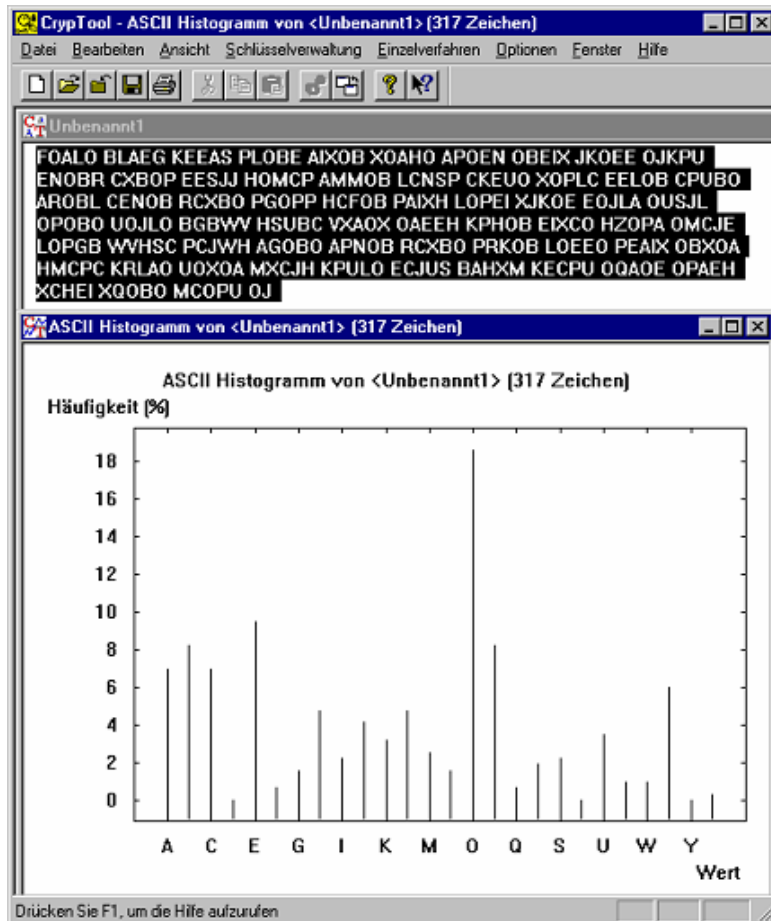 CrypTool - ASCII Histogramm von <Unbenannt1> (317 Zeichen)
Datei Bearbeiten Ansicht Schlüsselverwaltung Einzelverfahren Optionen Fenster Hilfe
Unbenannt1
FOALO BLAEG KEEAS PLOBE AIXOB XOAHO APOEN OBEIX JKOEE OJKPU
ENOBR CXBOP EESJJ HOMCP AMMOB LCNSP CKEUO XOPLC EELOB CPUBO
AROBL CENOB RCXBO PGOPP HCFOB PAIXH LOPEI XJKOE EOJLA OUSJL
OPOBO UOJLO BGBWV HSUBC VXAOX OAEEH KPHOB EIXCO HZOPA OMCJE
LOPGB WVHSC PCJWH AGOBO APNOB RCXBO PRKOB LOEEO PEAIX OBXOA
HMCPC KRLAO UOXOA MXCJH KPULO ECJUS BAHXM KECPU OQAOE OPAEH
XCHEI XQOBO MCOPU OJ
ASCII Histogramm von <Unbenannt1> (317 Zeichen)
ASCII Histogramm von <Unbenannt1> (317 Zeichen)
Häufigkeit (%)
18
16
14
12
10
8
6
4
2
0
A C E G I K M O Q S U W Y
Wert
Drücken Sie F1, um die Hilfe aufzurufen